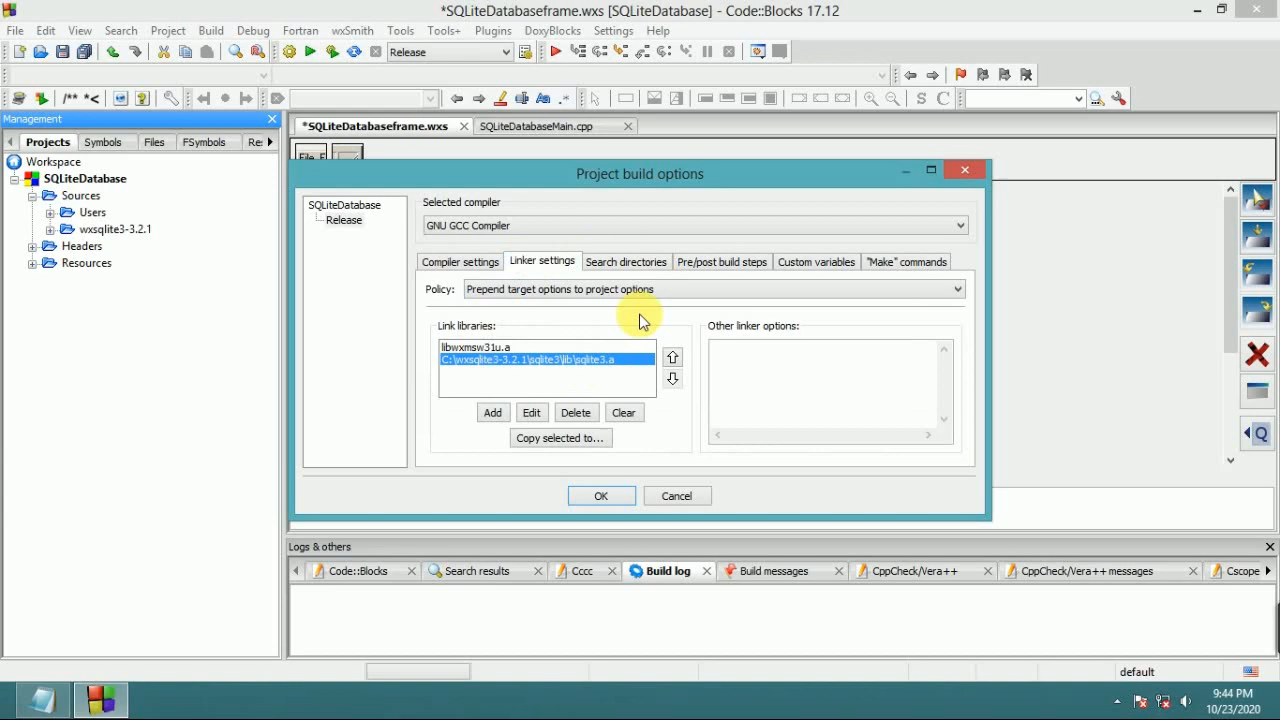 *SQLiteDatabaseframe.wxs [SQLiteDatabase] - Code::Blocks 17.12
File Edit View Search Project Build Debug Fortran wxSmith Tools Tools+ Plugins DoxyBlocks Settings Help
Release
/** *<
S C
Management
Projects Symbols Files FSymbols Re
*SQLiteDatabaseframe.wxs SQLiteDatabaseMain.cpp
Workspace
SQLiteDatabase
Sources
Users
wxsqlite3-3.2.1
Headers
Resources
File
Project build options
SQLiteDatabase
Release
Selected compiler
GNU GCC Compiler
Compiler settings Linker settings Search directories Pre/post build steps Custom variables "Make" commands
Policy: Prepend target options to project options
Link libraries: Other linker options:
libwxmsw31u.a
C:\wxsqlite3-3.2.1\sqlite3\lib\sqlite3.a
Add Edit Delete Clear
Copy selected to...
OK Cancel
Q
Logs & others
Code::Blocks Search results Cccc Build log Build messages CppCheck/Vera++ CppCheck/Vera++ messages Cscope
default
9:44 PM
10/23/2020